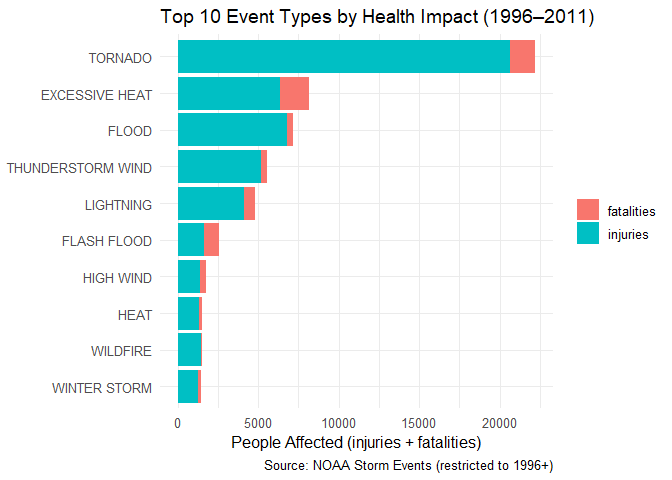 Top 10 Event Types by Health Impact (1996–2011)
TORNADO
EXCESSIVE HEAT
FLOOD
THUNDERSTORM WIND
LIGHTNING
FLASH FLOOD
HIGH WIND
HEAT
WILDFIRE
WINTER STORM
0 5000 10000 15000 20000
People Affected (injuries + fatalities)
Source: NOAA Storm Events (restricted to 1996+)
fatalities
injuries